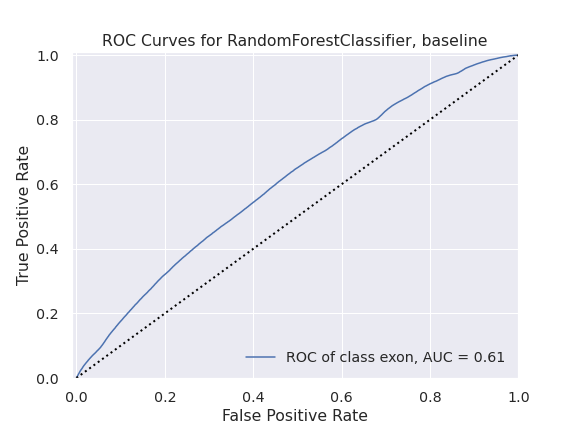 ROC Curves for RandomForestClassifier, baseline
1.0
0.8
0.6
0.4
0.2
0.0
True Positive Rate
ROC of class exon, AUC = 0.61
0.0 0.2 0.4 0.6 0.8 1.0
False Positive Rate